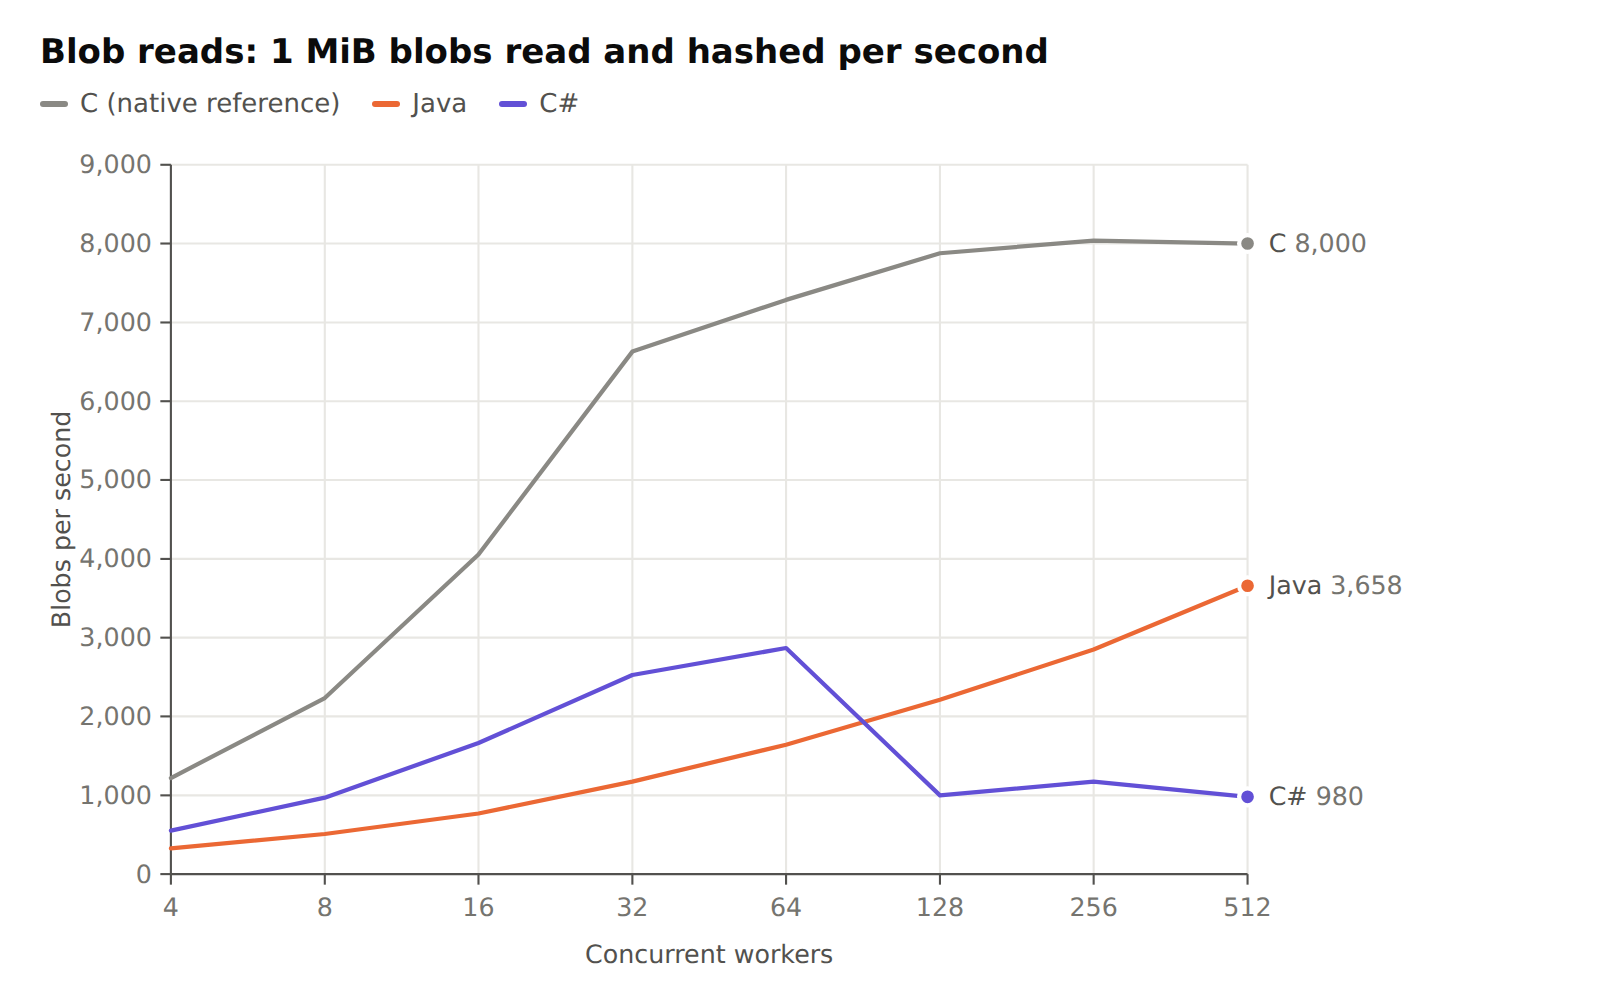 Blob reads: 1 MiB blobs read and hashed per second
C (native reference) Java C#
9,000
8,000
7,000
6,000
5,000
4,000
3,000
2,000
1,000
0
Blobs per second
C 8,000
Java 3,658
C# 980
4 8 16 32 64 128 256 512
Concurrent workers